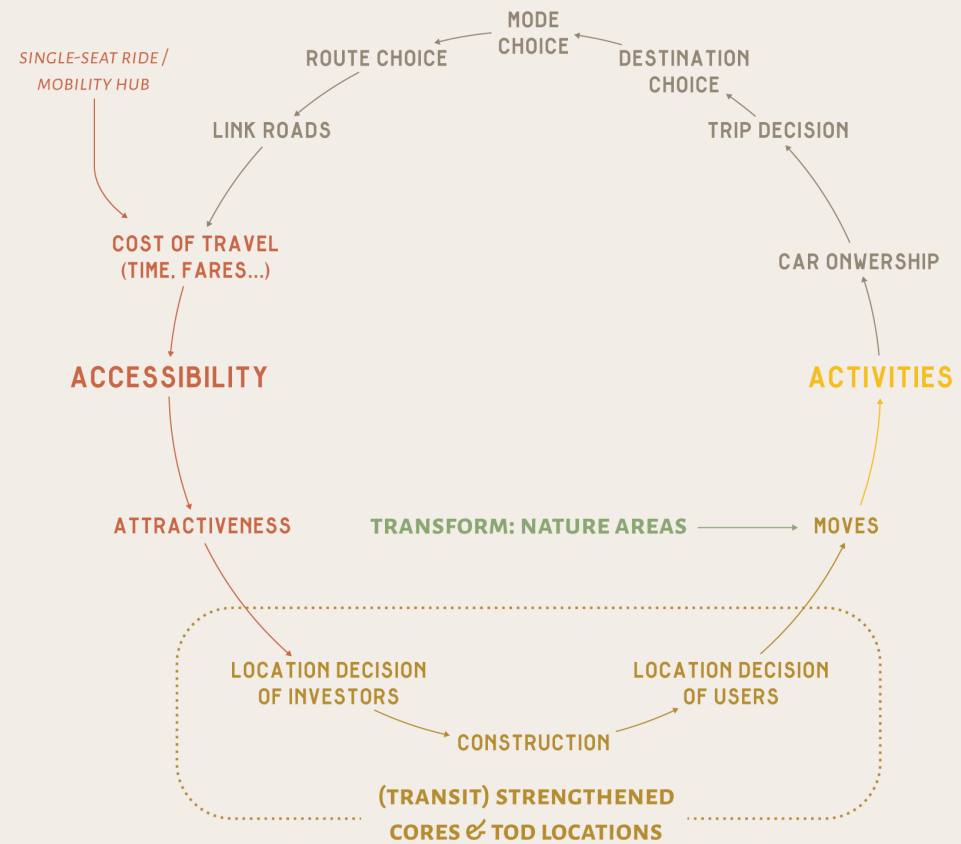 MODE
CHOICE
SINGLE-SEAT RIDE /
MOBILITY HUB
ROUTE CHOICE
DESTINATION
CHOICE
LINK ROADS
TRIP DECISION
COST OF TRAVEL
(TIME, FARES...)
CAR ONWERSHIP
ACCESSIBILITY
ACTIVITIES
ATTRACTIVENESS
TRANSFORM: NATURE AREAS
MOVES
LOCATION DECISION
OF INVESTORS
LOCATION DECISION
OF USERS
CONSTRUCTION
(TRANSIT) STRENGTHENED
CORES & TOD LOCATIONS